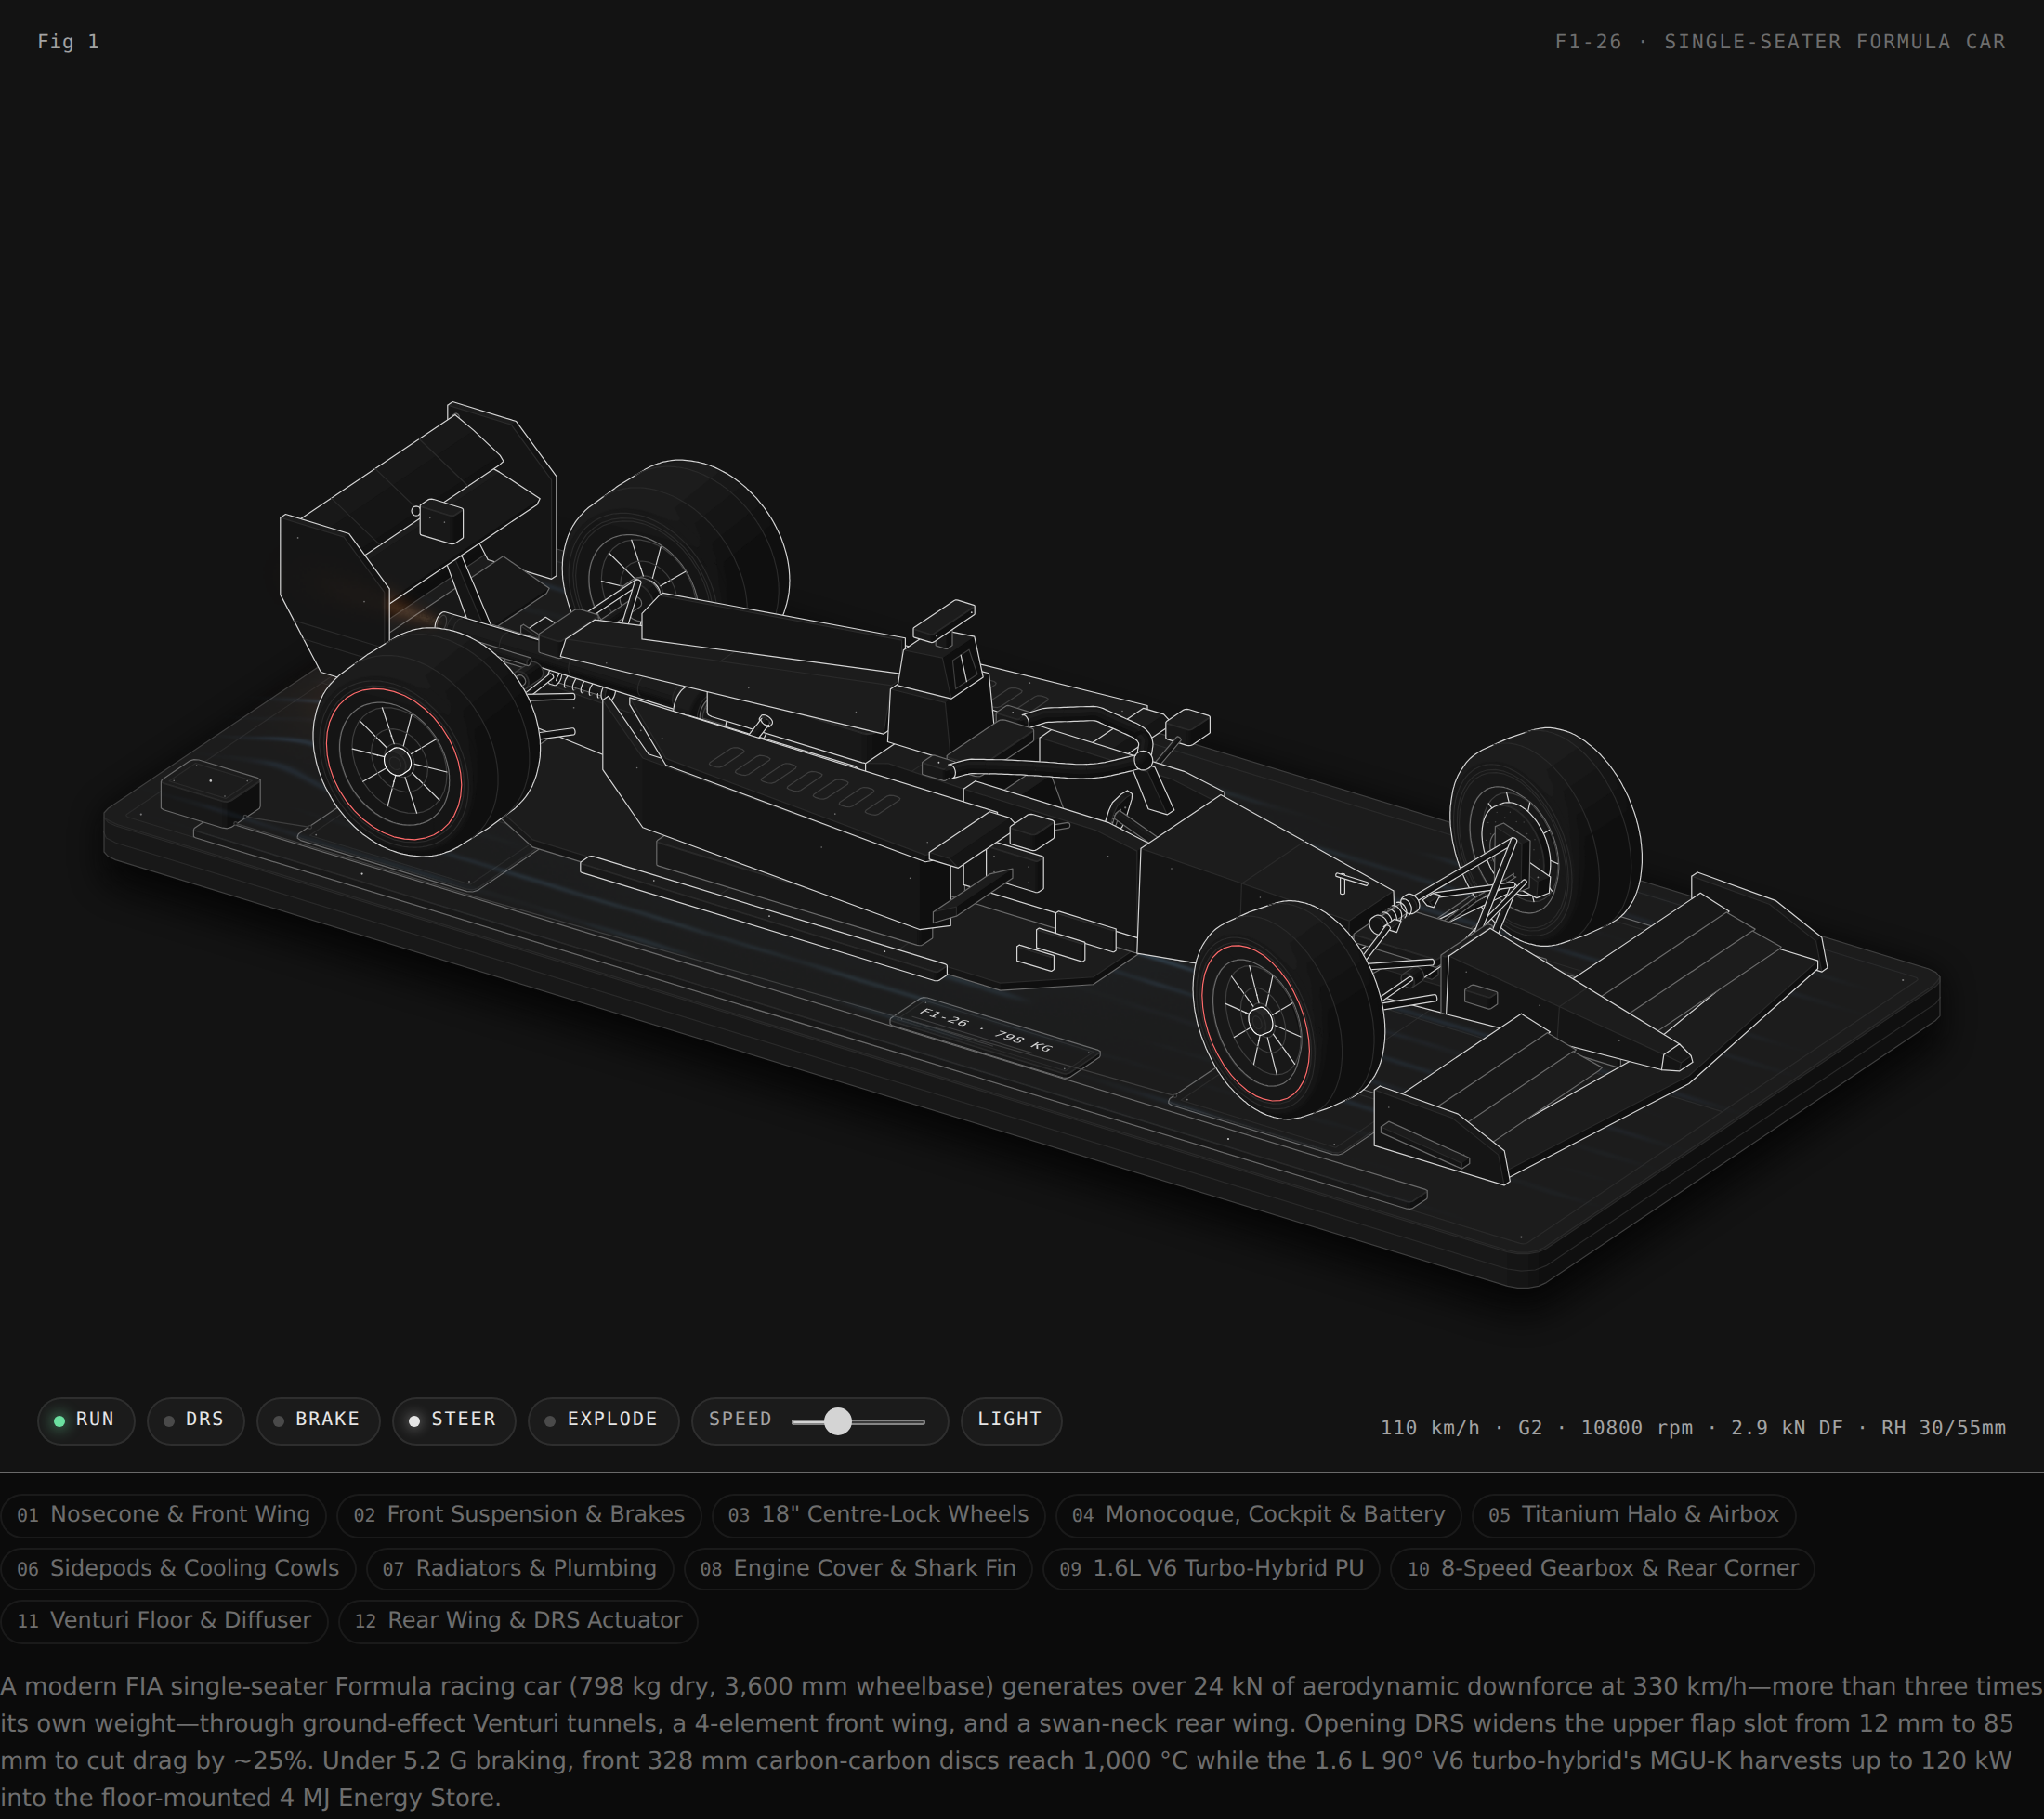 Fig 1
F1-26 · SINGLE-SEATER FORMULA CAR
F1-26 · 798 KG
RUN DRS BRAKE STEER EXPLODE SPEED LIGHT
110 km/h · G2 · 10800 rpm · 2.9 kN DF · RH 30/55mm
01 Nosecone & Front Wing 02 Front Suspension & Brakes 03 18" Centre-Lock Wheels 04 Monocoque, Cockpit & Battery 05 Titanium Halo & Airbox
06 Sidepods & Cooling Cowls 07 Radiators & Plumbing 08 Engine Cover & Shark Fin 09 1.6L V6 Turbo-Hybrid PU 10 8-Speed Gearbox & Rear Corner
11 Venturi Floor & Diffuser 12 Rear Wing & DRS Actuator
A modern FIA single-seater Formula racing car (798 kg dry, 3,600 mm wheelbase) generates over 24 kN of aerodynamic downforce at 330 km/h—more than three times
its own weight—through ground-effect Venturi tunnels, a 4-element front wing, and a swan-neck rear wing. Opening DRS widens the upper flap slot from 12 mm to 85
mm to cut drag by ~25%. Under 5.2 G braking, front 328 mm carbon-carbon discs reach 1,000 °C while the 1.6 L 90° V6 turbo-hybrid's MGU-K harvests up to 120 kW
into the floor-mounted 4 MJ Energy Store.